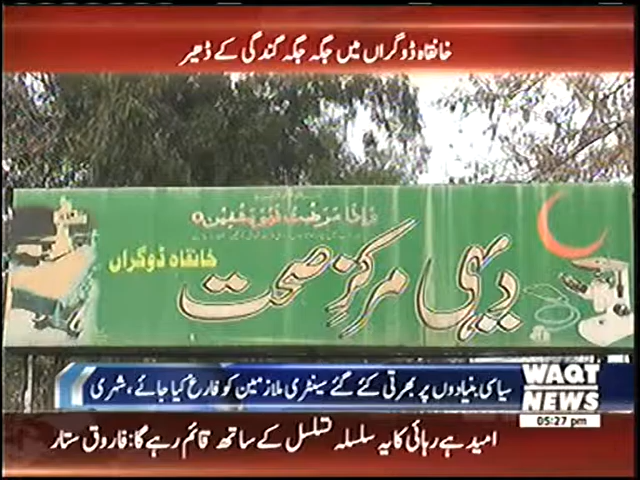 خانقاہ ڈوگراں میں جگہ جگہ گندگی کے ڈھیر
وَاِذَا مَرِضْتُ فَهُوَ يَشْفِيْنِ
خانقاہ ڈوگراں
دیہی مرکز صحت
سیاسی بنیادوں پر بھرتی کئے گئے سینٹری ملازمین کو فارغ کیا جائے، شہری
WAQT NEWS
05:27 pm
امید ہے رہائی کا یہ سلسلہ تسلسل کے ساتھ قائم رہے گا: فاروق ستار